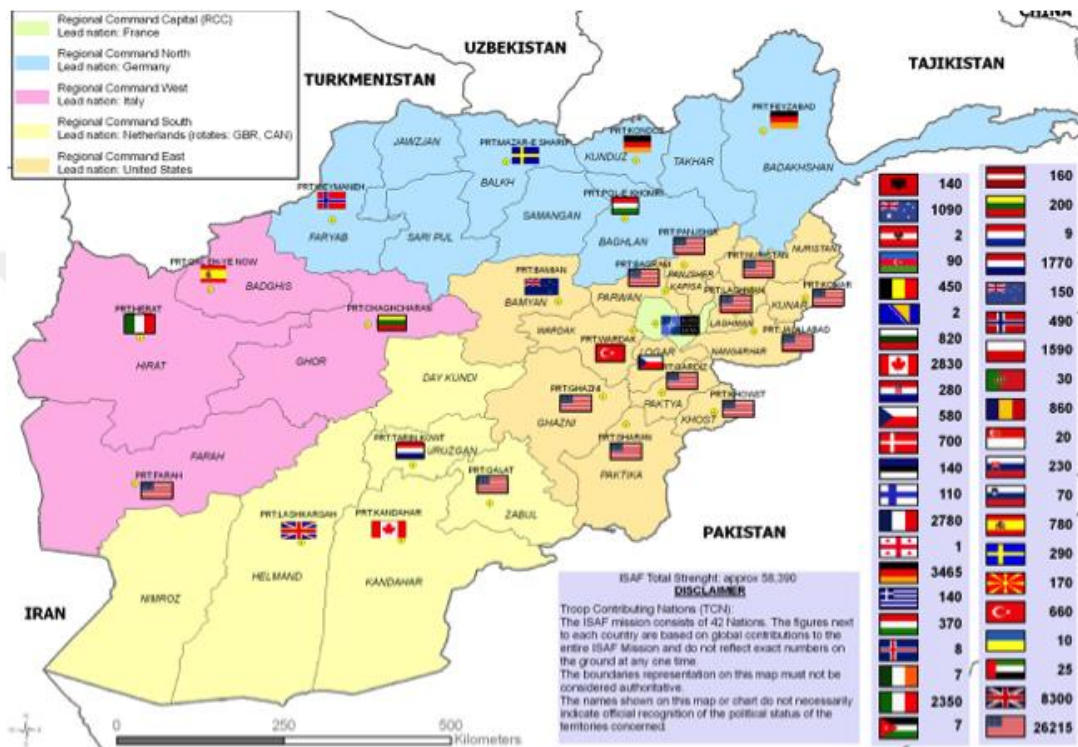 Regional Command Capital (RCC)
Lead nation: France
Regional Command North
Lead nation: Germany
Regional Command West
Lead nation: Italy
Regional Command South
Lead nation: Netherlands (rotates: GBR, CAN)
Regional Command East
Lead nation: United States
CHINA
UZBEKISTAN
TAJIKISTAN
TURKMENISTAN
PRT:FEYZABAD
PRT:KONDOS
PRT:MAZAR-E SHARIF
JAWZJAN
KUNDUZ
TAKHAR
BADAKHSHAN
BALKH
PRT:MEYMANEH
PRT:POL-E KHOMRI
SAMANGAN
FARYAB
SARI PUL
BAGHLAN
PRT:PANJSHIR
NURISTAN
PRT:NURISTAN
PRT:QALEH-YE NOW
BADGHIS
PRT:BAMIAN
PRT:BAGRAM
PANJSHER
KAPISA
PRT:KONAR
BAMYAN
PARWAN
PRT:LAGHMAN
KUNAR
PRT:HERAT
PRT:CHAGHCHARAN
WARDAK
LAGHMAN
PRT:JALALABAD
PRT:WARDAK
LOGAR
NANGARHAR
HIRAT
GHOR
DAY KUNDI
PRT:GARDIZ
PRT:GHAZNI
PAKTYA
PRT:KHOWST
GHAZNI
KHOST
PRT:TARIN KOWT
URUZGAN
PRT:SHARAN
FARAH
PRT:FARAH
PRT:QALAT
PAKTIKA
PRT:LASHKARGAH
PRT:KANDAHAR
ZABUL
PAKISTAN
HELMAND
KANDAHAR
NIMROZ
IRAN
0 250 500
Kilometers
ISAF Total Strenght: approx 58,390
DISCLAIMER
Troop Contributing Nations (TCN):
The ISAF mission consists of 42 Nations. The figures next
to each country are based on global contributions to the
entire ISAF Mission and do not reflect exact numbers on
the ground at any one time.
The boundaries representation on this map must not be
considered authoritative.
The names shown on this map or chart do not necessarily
indicate official recognition of the political status of the
territories concerned.
140
1090
2
90
450
2
820
2830
280
580
700
140
110
2780
1
3465
140
370
8
7
2350
7
160
200
9
1770
150
490
1590
30
860
20
230
70
780
290
170
660
10
25
8300
26215